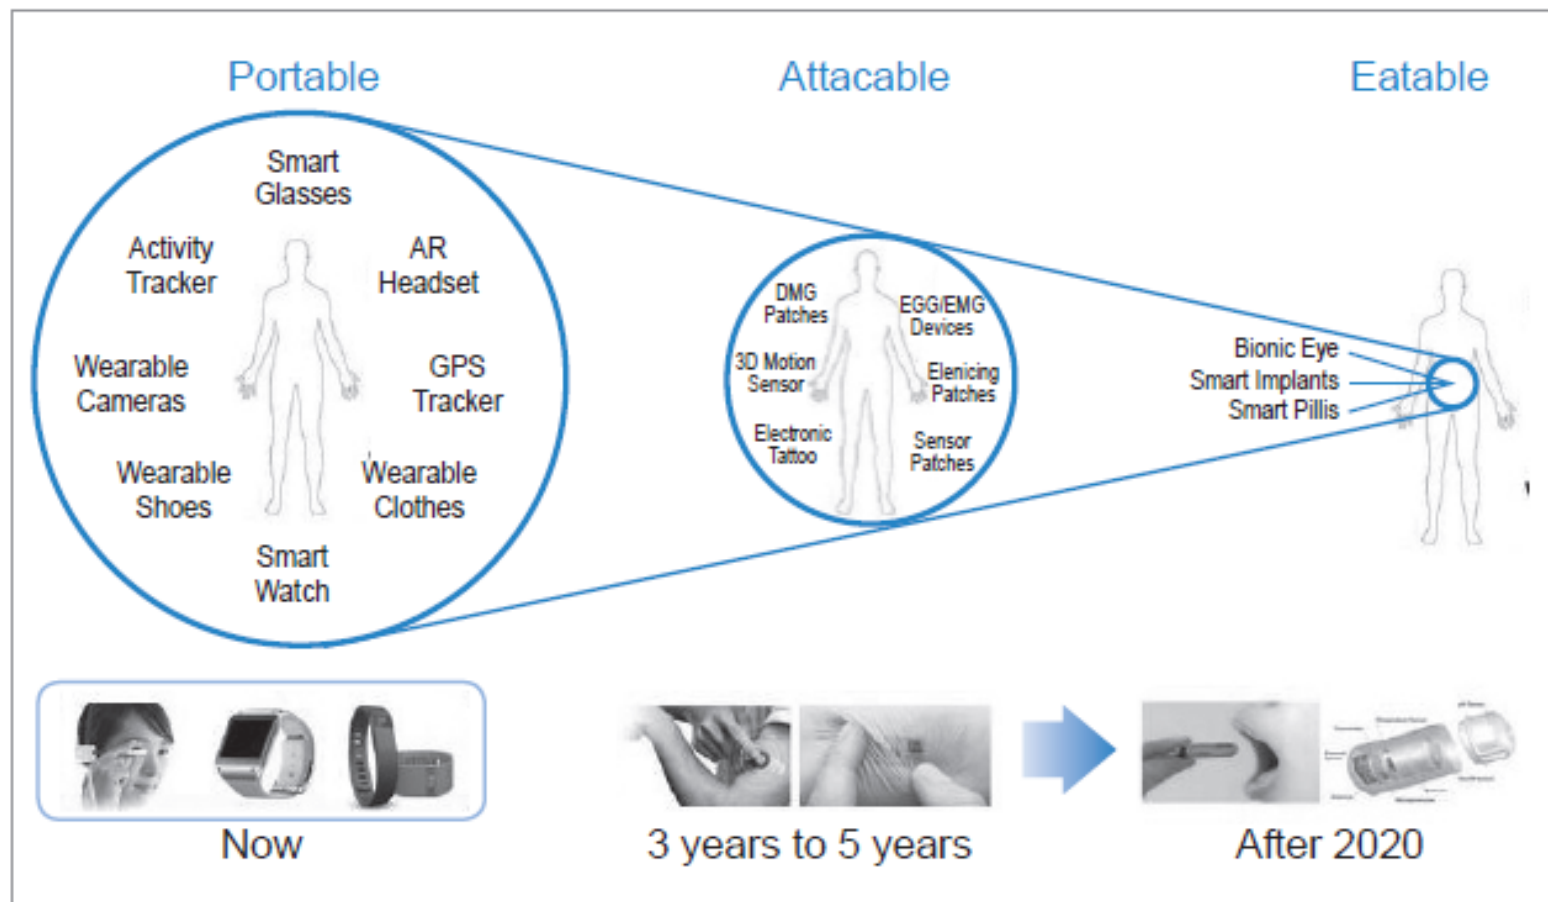 Portable
Attacable
Eatable
Smart
Glasses
Activity
Tracker
AR
Headset
Wearable
Cameras
GPS
Tracker
Wearable
Shoes
Wearable
Clothes
Smart
Watch
DMG
Patches
EGG/EMG
Devices
3D Motion
Sensor
Elenicing
Patches
Electronic
Tattoo
Sensor
Patches
Bionic Eye
Smart Implants
Smart Pillis
Now
3 years to 5 years
After 2020